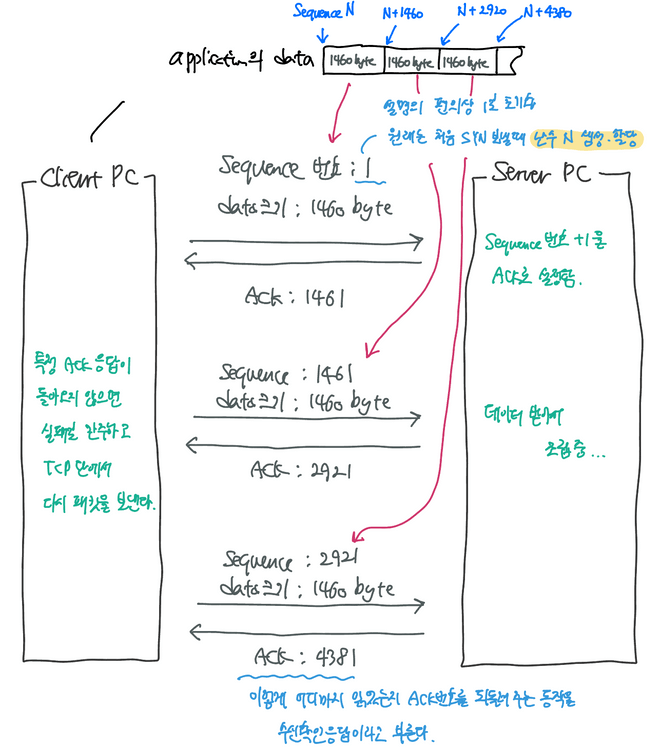 Sequence N N+1460 N+2920 N+4380
application의 data 1460 byte 1460 byte 1460 byte
설명의 편의상 1로 표기함
원래는 처음 SYN 보낼때 난수 N 생성. 할당
Client PC
Sequence 번호 : 1
data크기 : 1460 byte
Ack : 1461
Server PC
Sequence 번호 +1을
ACK로 설정함.
특정 ACK 응답이
돌아오지 않으면
실패로 간주하고
TCP 단에서
다시 패킷을 보낸다.
Sequence : 1461
data크기 : 1460 byte
Ack : 2921
데이터 받아서
조립중...
Sequence : 2921
data크기 : 1460 byte
Ack : 4381
이렇게 어디까지 읽었는지 ACK번호를 되돌려 주는 동작을
수신확인응답이라고 부른다.